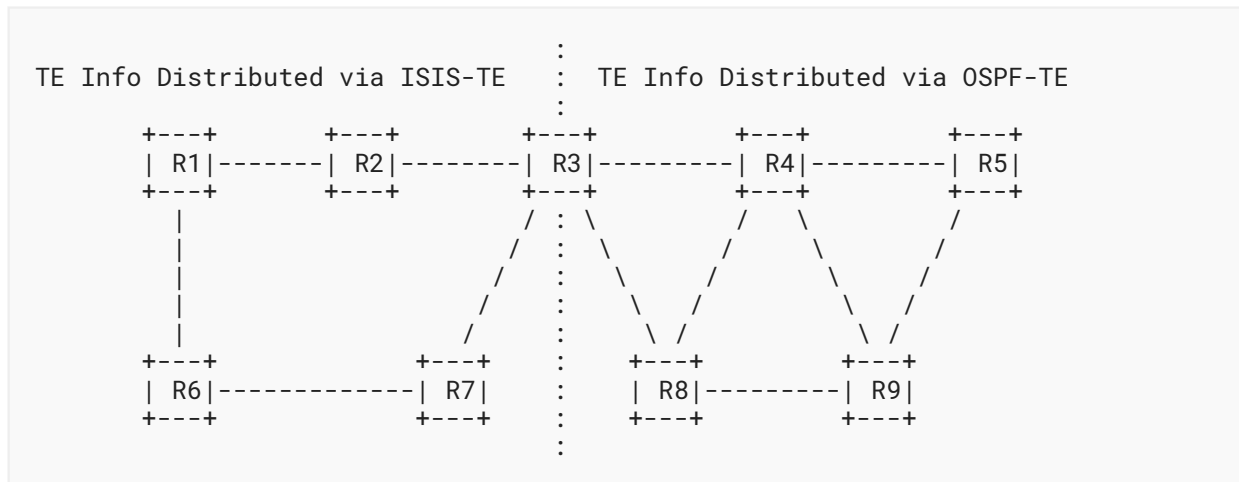 TE Info Distributed via ISIS-TE : TE Info Distributed via OSPF-TE
R1 R2 R3 R4 R5
R6 R7 R8 R9